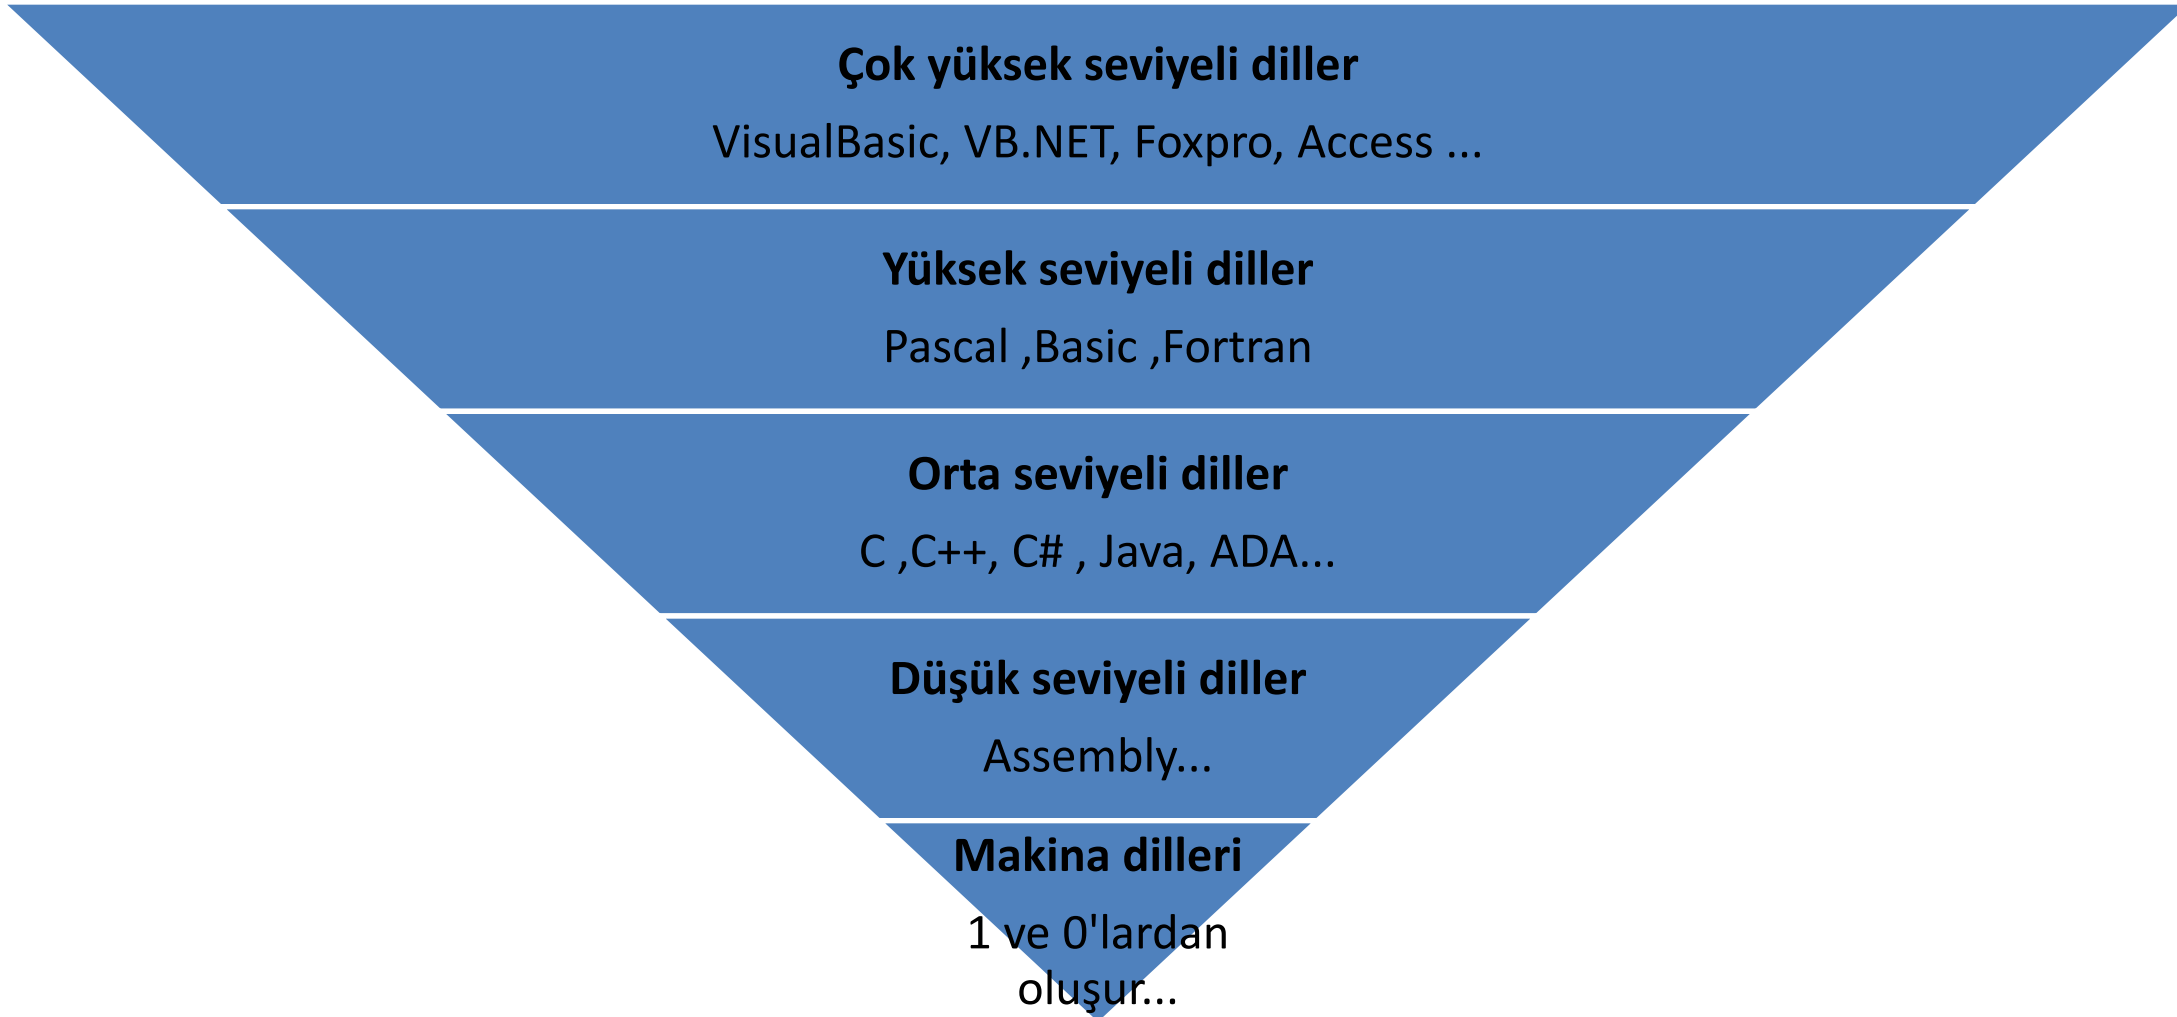 Çok yüksek seviyeli diller
VisualBasic, VB.NET, Foxpro, Access ...
Yüksek seviyeli diller
Pascal ,Basic ,Fortran
Orta seviyeli diller
C ,C++, C# , Java, ADA...
Düşük seviyeli diller
Assembly...
Makina dilleri
1 ve 0'lardan
oluşur...